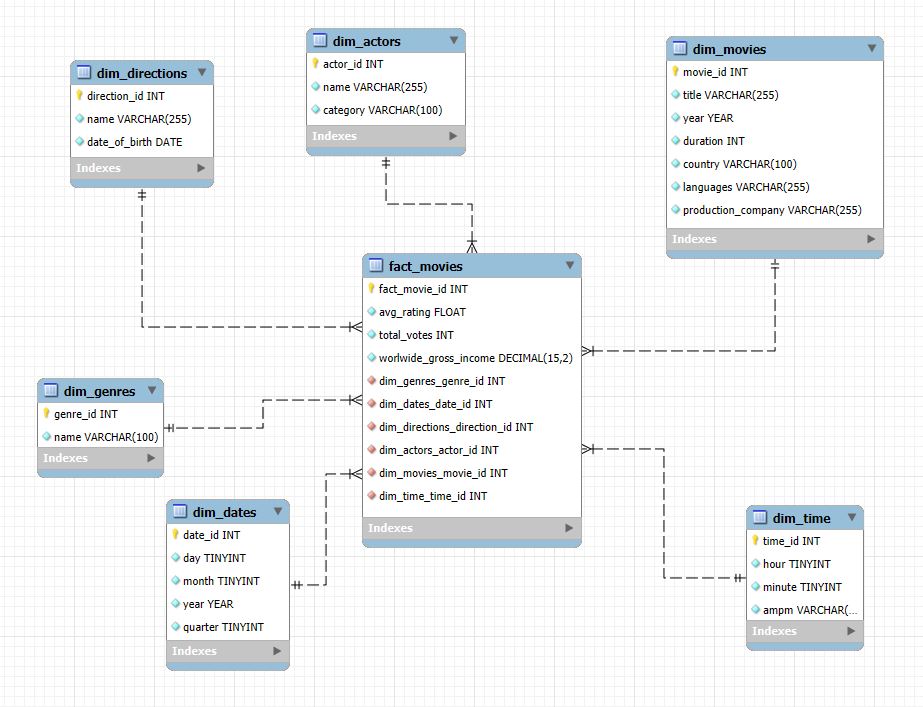 dim_actors
actor_id INT
name VARCHAR(255)
category VARCHAR(100)
Indexes
dim_movies
movie_id INT
title VARCHAR(255)
year YEAR
duration INT
country VARCHAR(100)
languages VARCHAR(255)
production_company VARCHAR(255)
Indexes
dim_directions
direction_id INT
name VARCHAR(255)
date_of_birth DATE
Indexes
fact_movies
fact_movie_id INT
avg_rating FLOAT
total_votes INT
worlwide_gross_income DECIMAL(15,2)
dim_genres_genre_id INT
dim_dates_date_id INT
dim_directions_direction_id INT
dim_actors_actor_id INT
dim_movies_movie_id INT
dim_time_time_id INT
Indexes
dim_genres
genre_id INT
name VARCHAR(100)
Indexes
dim_dates
date_id INT
day TINYINT
month TINYINT
year YEAR
quarter TINYINT
Indexes
dim_time
time_id INT
hour TINYINT
minute TINYINT
ampm VARCHAR(...
Indexes